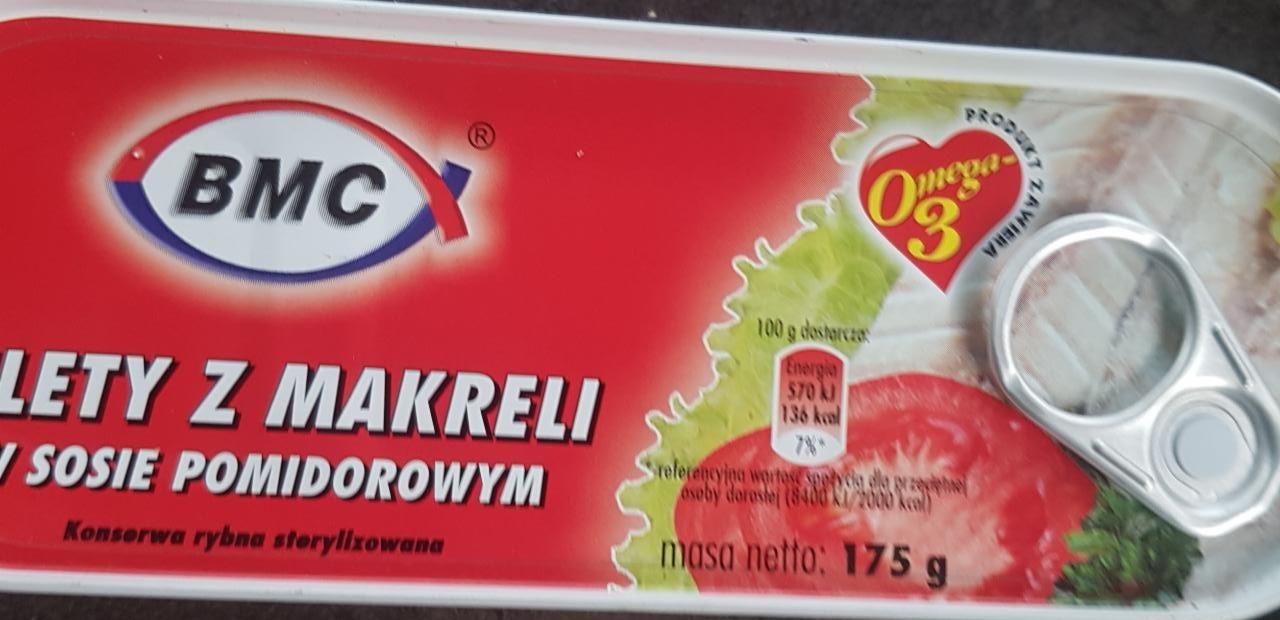 BMC ®
PRODUKT ZAWIERA
Omega-
3
100 g dostarcza:
Energia
570 kJ
136 kcal
7%*
LETY Z MAKRELI
W SOSIE POMIDOROWYM
*referencyjna wartość spożycia dla przeciętnej
osoby dorosłej (8400 kJ/2000 kcal)
Konserwa rybna sterylizowana
masa netto: 175 g